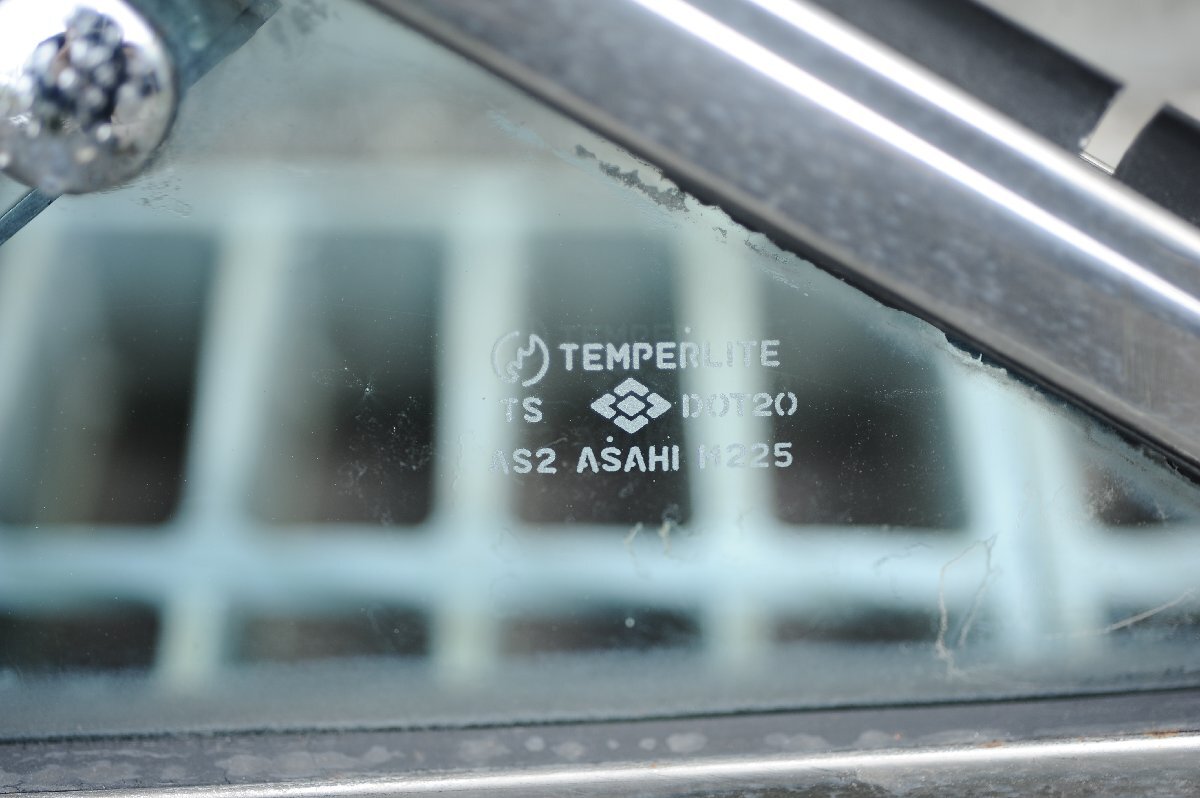 TEMPERLITE
TS DOT20
AS2 ASAHI M225